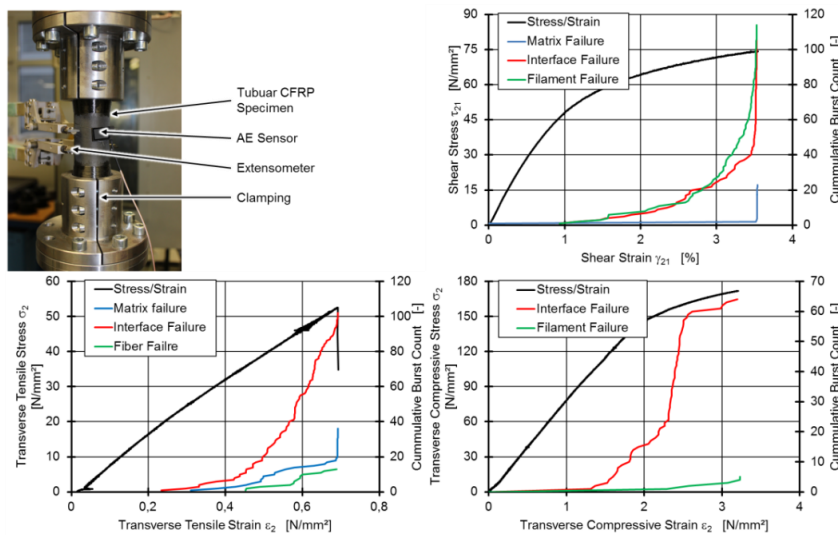 Tubuar CFRP
Specimen
AE Sensor
Extensometer
Clamping
Shear Stress τ21 [N/mm²]
90
75
60
45
30
15
0
Stress/Strain
Matrix Failure
Interface Failure
Filament Failure
120
100
80
60
40
20
0
Cummulative Burst Count [-]
0 1 2 3 4
Shear Strain γ21 [%]
Transverse Tensile Stress σ2
[N/mm²]
60
50
40
30
20
10
0
Stress/Strain
Matrix failure
Interface Failure
Fiber Failre
120
100
80
60
40
20
0
Cummulative Burst Count [-]
0 0,2 0,4 0,6 0,8
Transverse Tensile Strain ε2 [N/mm²]
Transverse Compressive Stress σ2
[N/mm²]
180
150
120
90
60
30
0
Stress/Strain
Interface Failure
Filament Failure
70
60
50
40
30
20
10
0
Cummulative Burst Count [-]
0 1 2 3 4
Transverse Compressive Strain ε2 [N/mm²]